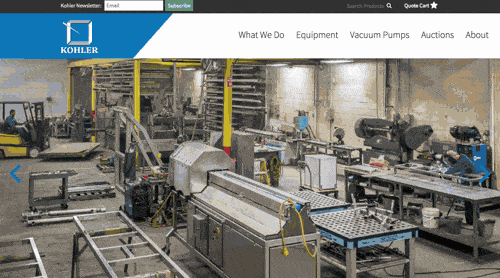 Kohler Newsletter: Email Subscribe Search Products Quote Cart
KOHLER
What We Do Equipment Vacuum Pumps Auctions About